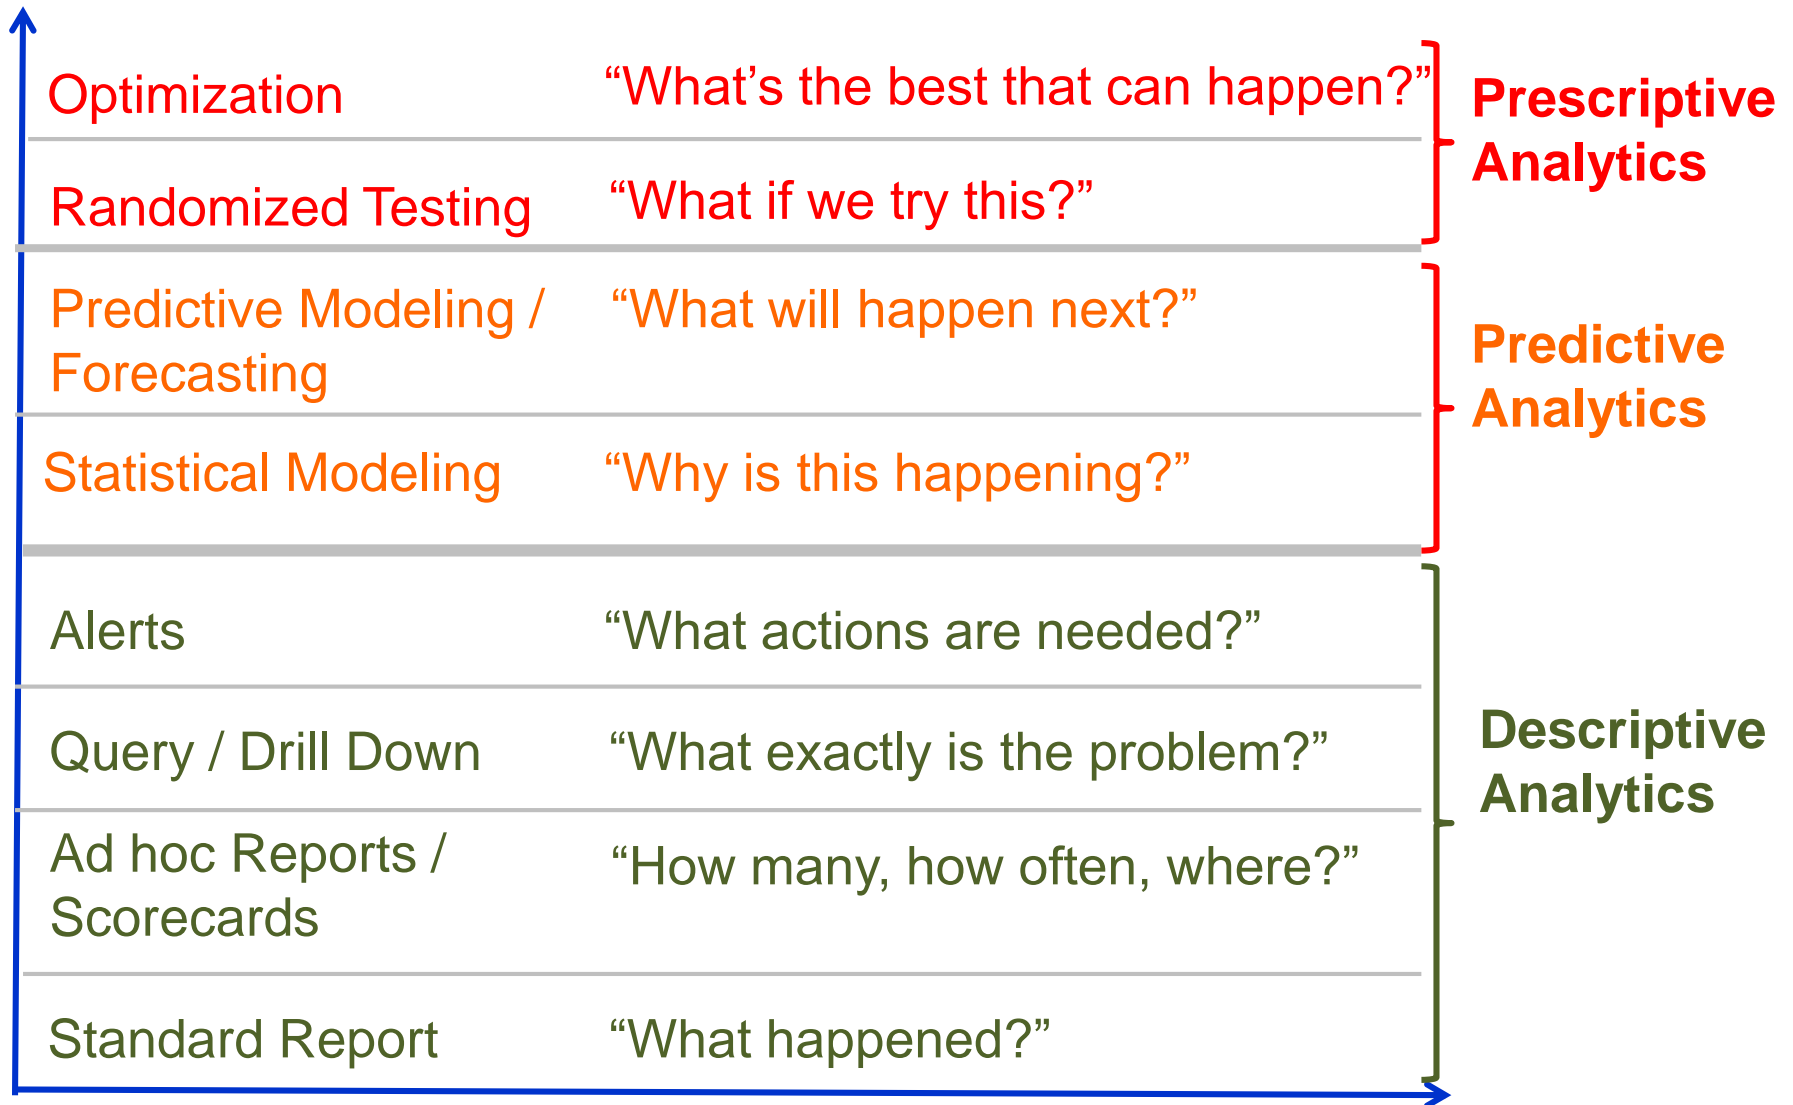 Optimization
“What’s the best that can happen?”
Prescriptive
Analytics
Randomized Testing
“What if we try this?”
Predictive Modeling /
Forecasting
“What will happen next?”
Predictive
Analytics
Statistical Modeling
“Why is this happening?”
Alerts
“What actions are needed?”
Query / Drill Down
“What exactly is the problem?”
Descriptive
Analytics
Ad hoc Reports /
Scorecards
“How many, how often, where?”
Standard Report
“What happened?”